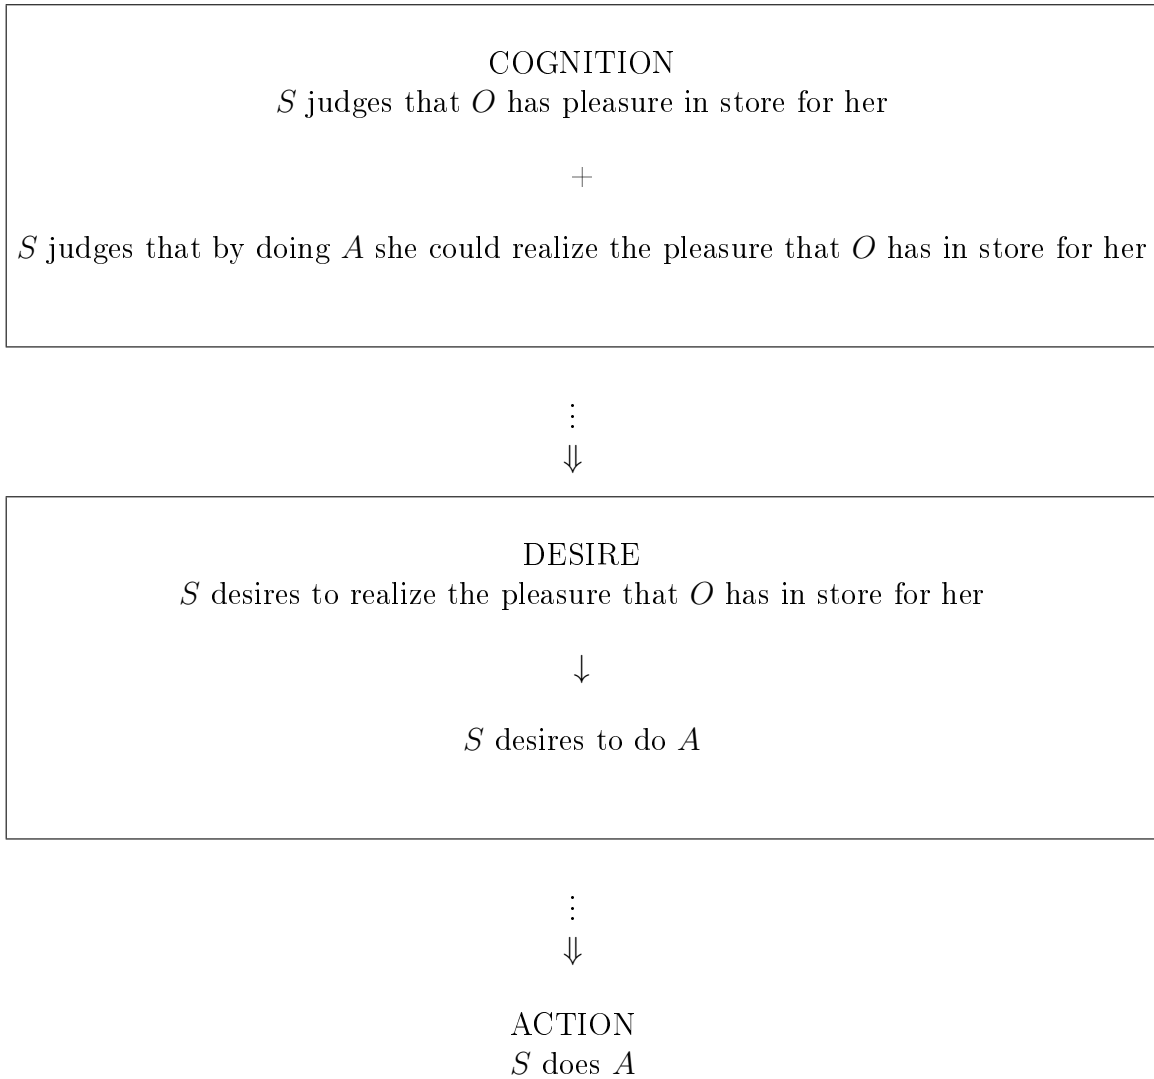 COGNITION
S judges that O has pleasure in store for her
+
S judges that by doing A she could realize the pleasure that O has in store for her
⋮
⇓
DESIRE
S desires to realize the pleasure that O has in store for her
↓
S desires to do A
⋮
⇓
ACTION
S does A